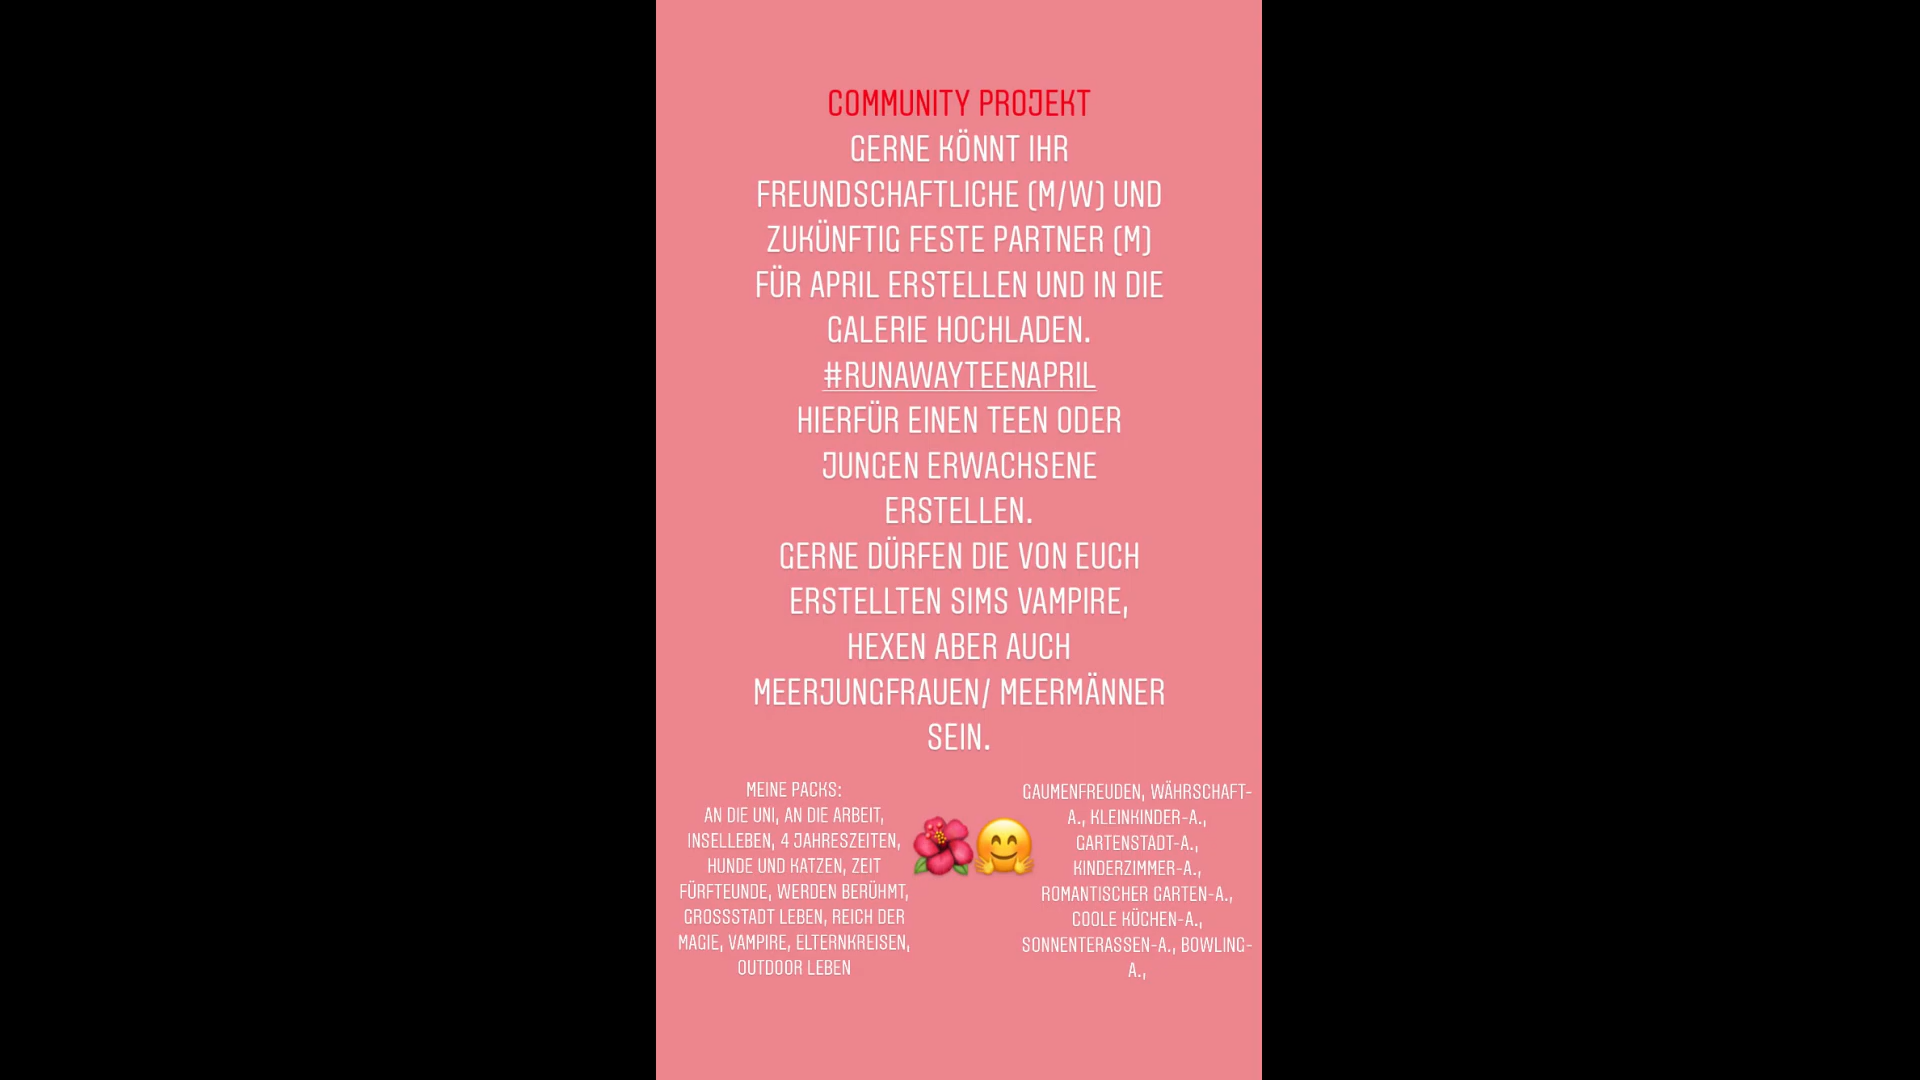 COMMUNITY PROJEKT
GERNE KÖNNT IHR
FREUNDSCHAFTLICHE (M/W) UND
ZUKÜNFTIG FESTE PARTNER (M)
FÜR APRIL ERSTELLEN UND IN DIE
GALERIE HOCHLADEN.
#RUNAWAYTEENAPRIL
HIERFÜR EINEN TEEN ODER
JUNGEN ERWACHSENE
ERSTELLEN.
GERNE DÜRFEN DIE VON EUCH
ERSTELLTEN SIMS VAMPIRE,
HEXEN ABER AUCH
MEERJUNGFRAUEN/ MEERMÄNNER
SEIN.
MEINE PACKS:
AN DIE UNI, AN DIE ARBEIT,
INSELLEBEN, 4 JAHRESZEITEN,
HUNDE UND KATZEN, ZEIT
FÜRFTEUNDE, WERDEN BERÜHMT,
GROSSSTADT LEBEN, REICH DER
MAGIE, VAMPIRE, ELTERNKREISEN,
OUTDOOR LEBEN
GAUMENFREUDEN, WÄHRSCHAFT-
A., KLEINKINDER-A.,
GARTENSTADT-A.,
KINDERZIMMER-A.,
ROMANTISCHER GARTEN-A.,
COOLE KÜCHEN-A.,
SONNENTERASSEN-A., BOWLING-
A.,